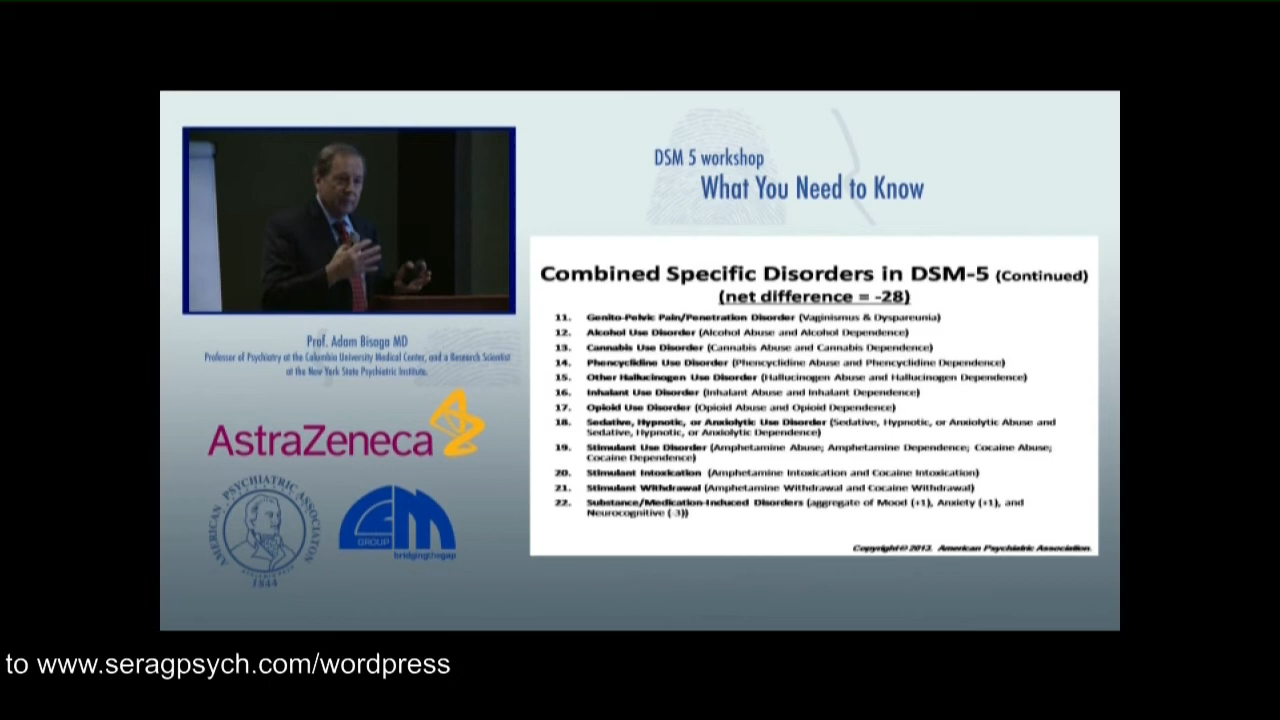 DSM 5 workshop
What You Need to Know
Prof. Adam Bisaga MD
Professor of Psychiatry at the Columbia University Medical Center, and a Research Scientist
at the New York State Psychiatric Institute.
AstraZeneca
AMERICAN PSYCHIATRIC ASSOCIATION
1844
GROUP
bridgingthegap
Combined Specific Disorders in DSM-5 (Continued)
(net difference = -28)
11. Genito-Pelvic Pain/Penetration Disorder (Vaginismus & Dyspareunia)
12. Alcohol Use Disorder (Alcohol Abuse and Alcohol Dependence)
13. Cannabis Use Disorder (Cannabis Abuse and Cannabis Dependence)
14. Phencyclidine Use Disorder (Phencyclidine Abuse and Phencyclidine Dependence)
15. Other Hallucinogen Use Disorder (Hallucinogen Abuse and Hallucinogen Dependence)
16. Inhalant Use Disorder (Inhalant Abuse and Inhalant Dependence)
17. Opioid Use Disorder (Opioid Abuse and Opioid Dependence)
18. Sedative, Hypnotic, or Anxiolytic Use Disorder (Sedative, Hypnotic, or Anxiolytic Abuse and
Sedative, Hypnotic, or Anxiolytic Dependence)
19. Stimulant Use Disorder (Amphetamine Abuse; Amphetamine Dependence; Cocaine Abuse;
Cocaine Dependence)
20. Stimulant Intoxication (Amphetamine Intoxication and Cocaine Intoxication)
21. Stimulant Withdrawal (Amphetamine Withdrawal and Cocaine Withdrawal)
22. Substance/Medication-Induced Disorders (aggregate of Mood (+1), Anxiety (+1), and
Neurocognitive (-3))
Copyright © 2013. American Psychiatric Association.
to www.seragpsych.com/wordpress